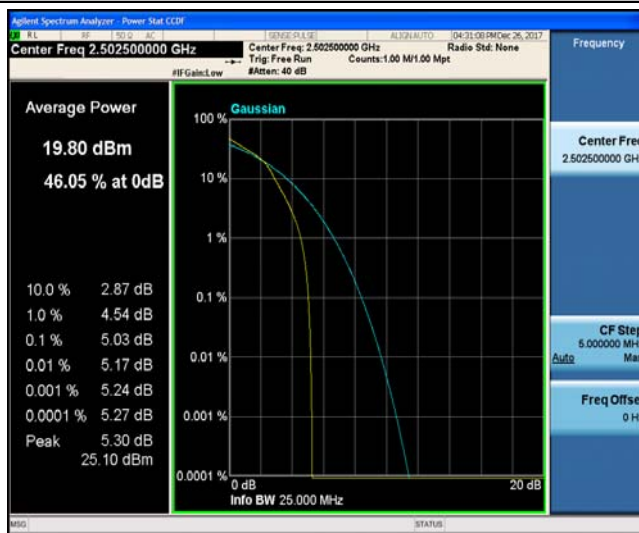 Agilent Spectrum Analyzer - Power Stat CCDF
RL RF 50 Ω AC SENSE:PULSE ALIGNAUTO 04:31:08 PM Dec 26, 2017
Center Freq 2.502500000 GHz
Center Freq: 2.502500000 GHz Radio Std: None
Trig: Free Run Counts:1.00 M/1.00 Mpt
#IFGain:Low #Atten: 40 dB
Average Power
19.80 dBm
46.05 % at 0dB
10.0 % 2.87 dB
1.0 % 4.54 dB
0.1 % 5.03 dB
0.01 % 5.17 dB
0.001 % 5.24 dB
0.0001 % 5.27 dB
Peak 5.30 dB
25.10 dBm
Gaussian
100 %
10 %
1 %
0.1 %
0.01 %
0.001 %
0.0001 %
0 dB 20 dB
Info BW 25.000 MHz
Frequency
Center Fre
2.502500000 GH
CF Step
5.000000 MH
Auto Ma
Freq Offse
0 H
MSG STATUS